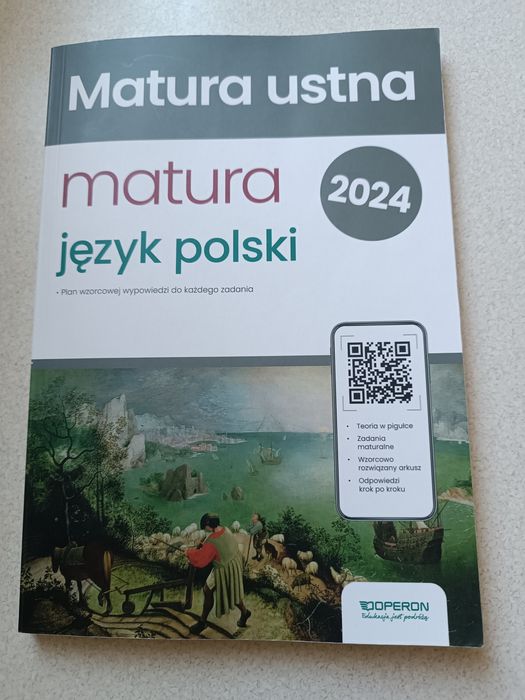 Matura ustna
matura
2024
język polski
• Plan wzorcowej wypowiedzi do każdego zadania
• Teoria w pigułce
• Zadania
maturalne
• Wzorcowo
rozwiązany arkusz
• Odpowiedzi
krok po kroku
OPERON
Edukacja jest podróżą